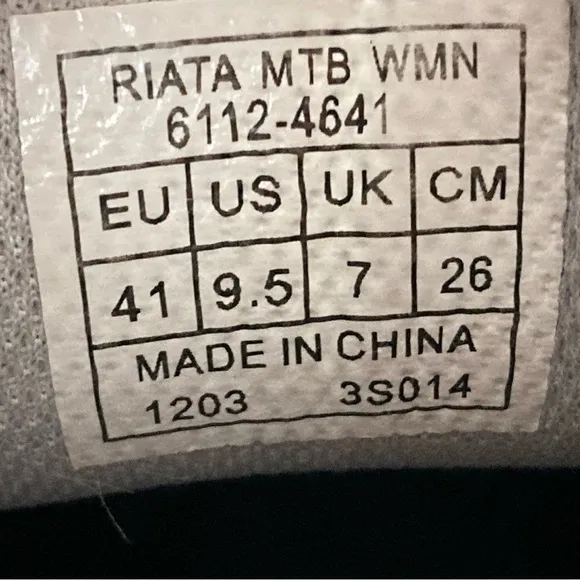 RIATA MTB WMN
6112-4641
EU US UK CM
41 9.5 7 26
MADE IN CHINA
1203 3S014